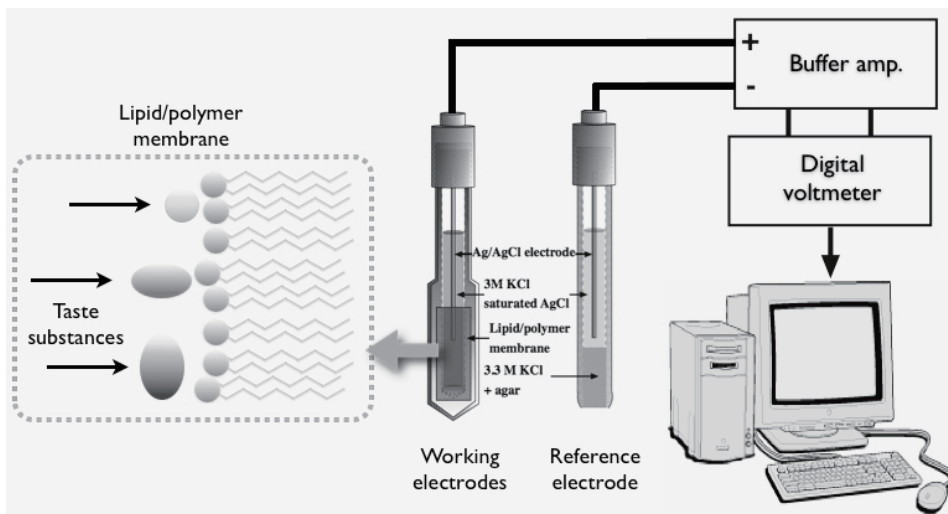 Lipid/polymer
membrane
Taste
substances
+
-
Buffer amp.
Digital
voltmeter
Ag/AgCl electrode
3M KCl
saturated AgCl
Lipid/polymer
membrane
3.3 M KCl
+ agar
Working
electrodes
Reference
electrode